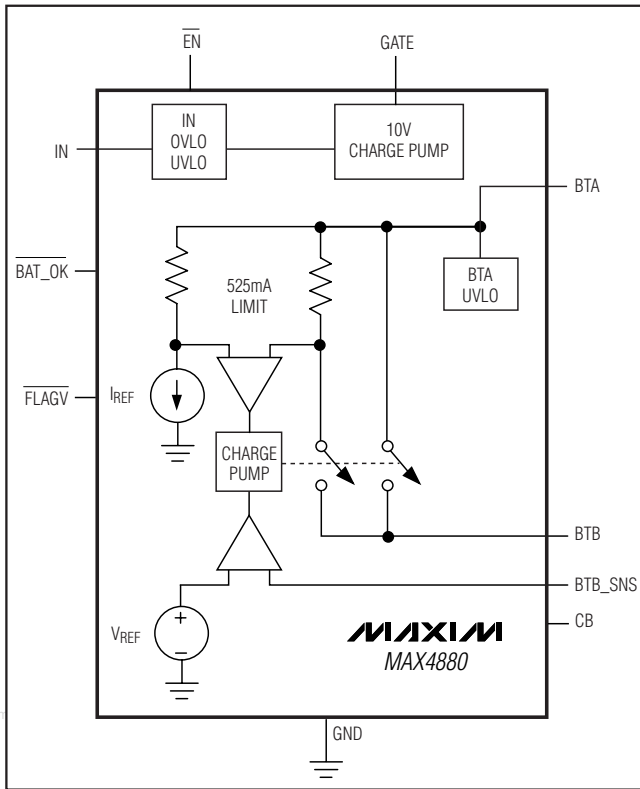 EN
GATE
IN
IN
OVLO
UVLO
10V
CHARGE PUMP
BTA
BAT_OK
525mA
LIMIT
BTA
UVLO
FLAGV
IREF
CHARGE
PUMP
BTB
BTB_SNS
VREF
+
−
CB
MAXIM
MAX4880
GND